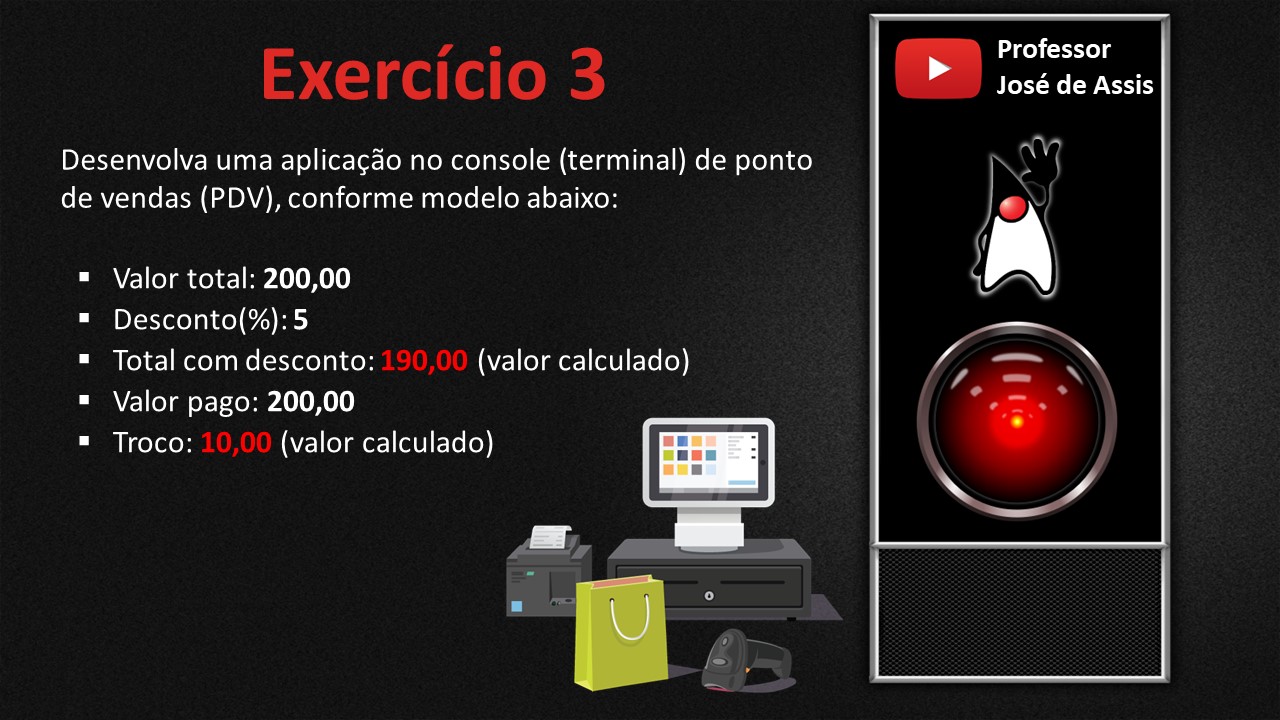 Exercício 3
Desenvolva uma aplicação no console (terminal) de ponto
de vendas (PDV), conforme modelo abaixo:
▪ Valor total: 200,00
▪ Desconto(%): 5
▪ Total com desconto: 190,00 (valor calculado)
▪ Valor pago: 200,00
▪ Troco: 10,00 (valor calculado)
Professor
José de Assis